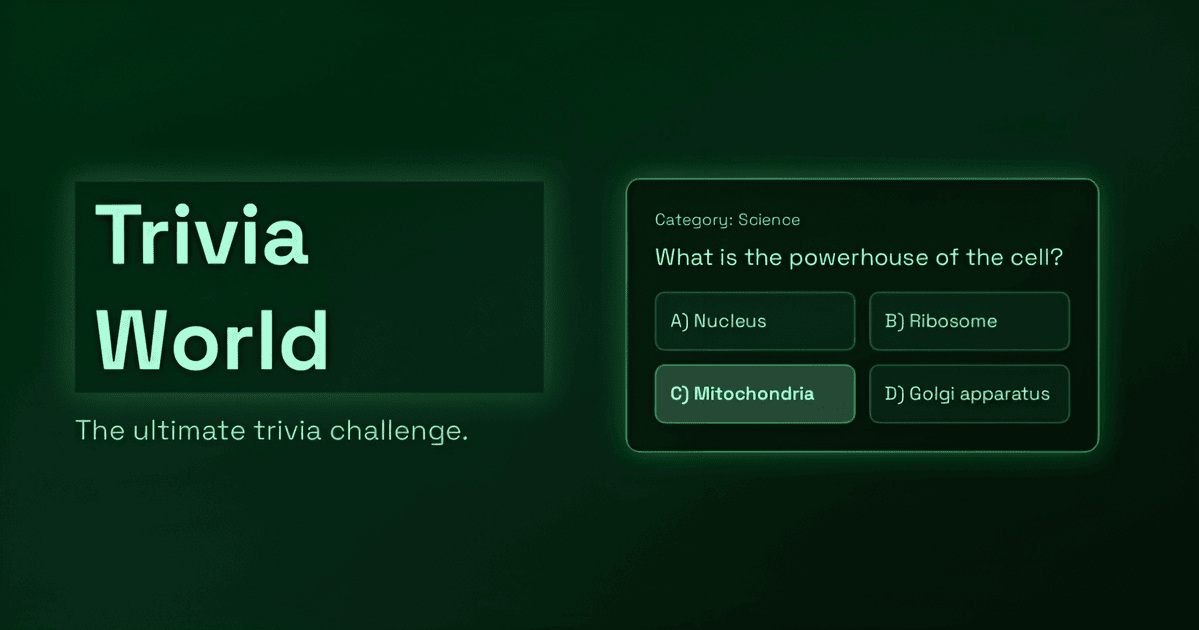 Trivia
World
The ultimate trivia challenge.
Category: Science
What is the powerhouse of the cell?
A) Nucleus
B) Ribosome
C) Mitochondria
D) Golgi apparatus